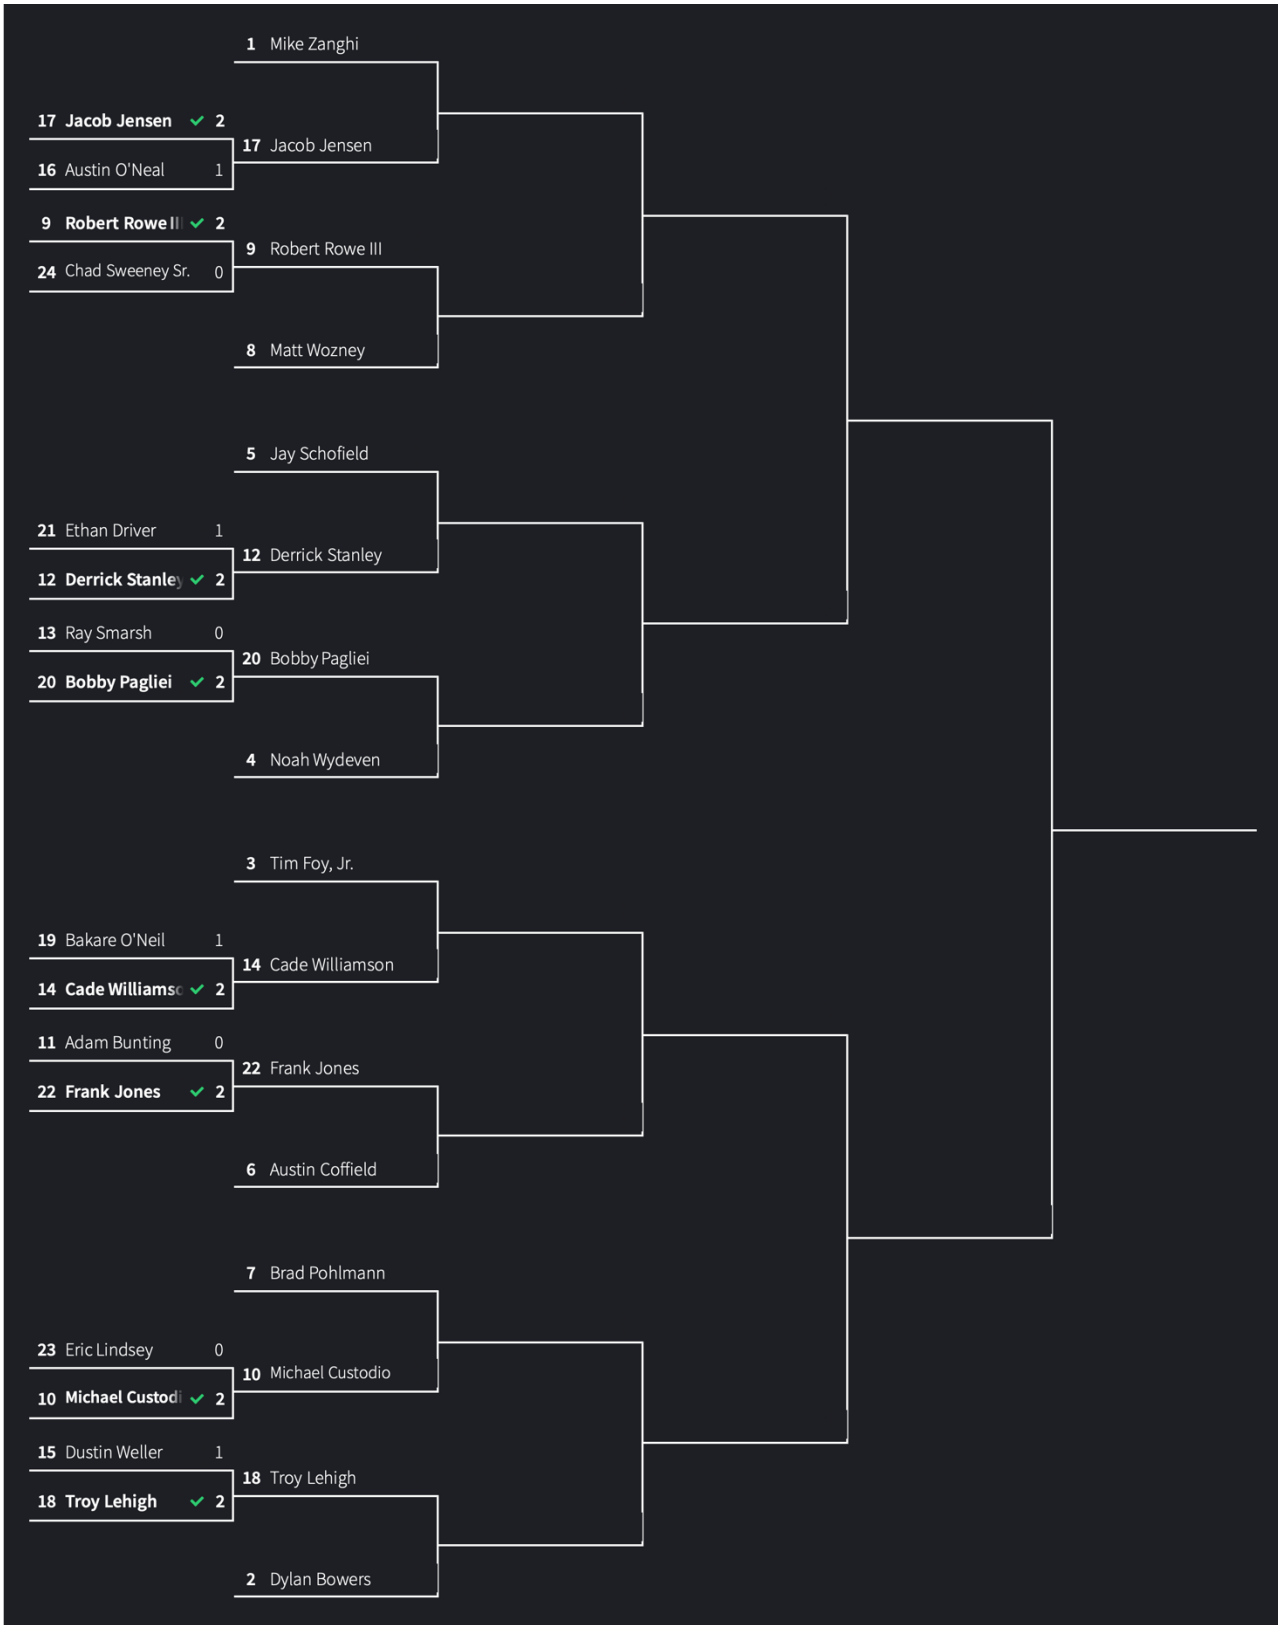 1 Mike Zanghi
17 Jacob Jensen 2
17 Jacob Jensen
16 Austin O'Neal 1
9 Robert Rowe III 2
9 Robert Rowe III
24 Chad Sweeney Sr. 0
8 Matt Wozney
5 Jay Schofield
21 Ethan Driver 1
12 Derrick Stanley
12 Derrick Stanley 2
13 Ray Smarsh 0
20 Bobby Pagliei
20 Bobby Pagliei 2
4 Noah Wydeven
3 Tim Foy, Jr.
19 Bakare O'Neil 1
14 Cade Williamson
14 Cade Williamso 2
11 Adam Bunting 0
22 Frank Jones
22 Frank Jones 2
6 Austin Coffield
7 Brad Pohlmann
23 Eric Lindsey 0
10 Michael Custodio
10 Michael Custodi 2
15 Dustin Weller 1
18 Troy Lehigh
18 Troy Lehigh 2
2 Dylan Bowers